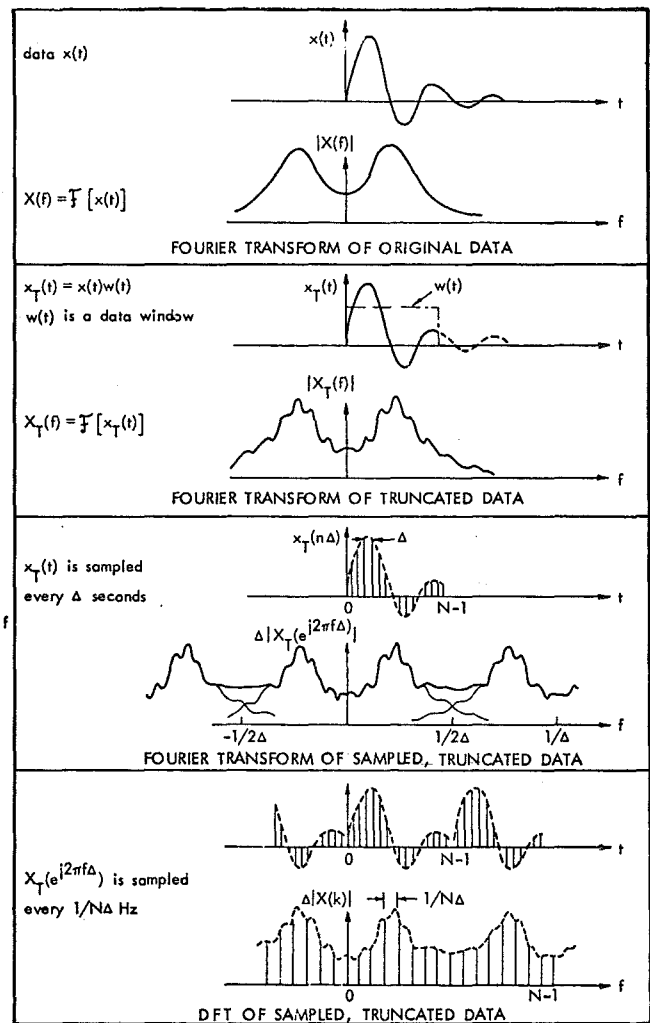 x(t)
data x(t)
t
|X(f)|
X(f) = ℱ [x(t)]
f
FOURIER TRANSFORM OF ORIGINAL DATA
x_T(t) = x(t)w(t)
w(t) is a data window
x_T(t)
w(t)
t
|X_T(f)|
X_T(f) = ℱ [x_T(t)]
f
FOURIER TRANSFORM OF TRUNCATED DATA
x_T(nΔ)
Δ
x_T(t) is sampled
every Δ seconds
0
N-1
t
f
Δ|X_T(e^{j2πfΔ})|
-1/2Δ
1/2Δ
1/Δ
f
FOURIER TRANSFORM OF SAMPLED, TRUNCATED DATA
0
N-1
t
X_T(e^{j2πfΔ}) is sampled
every 1/NΔ Hz
Δ|X(k)|
1/NΔ
0
N-1
f
DFT OF SAMPLED, TRUNCATED DATA